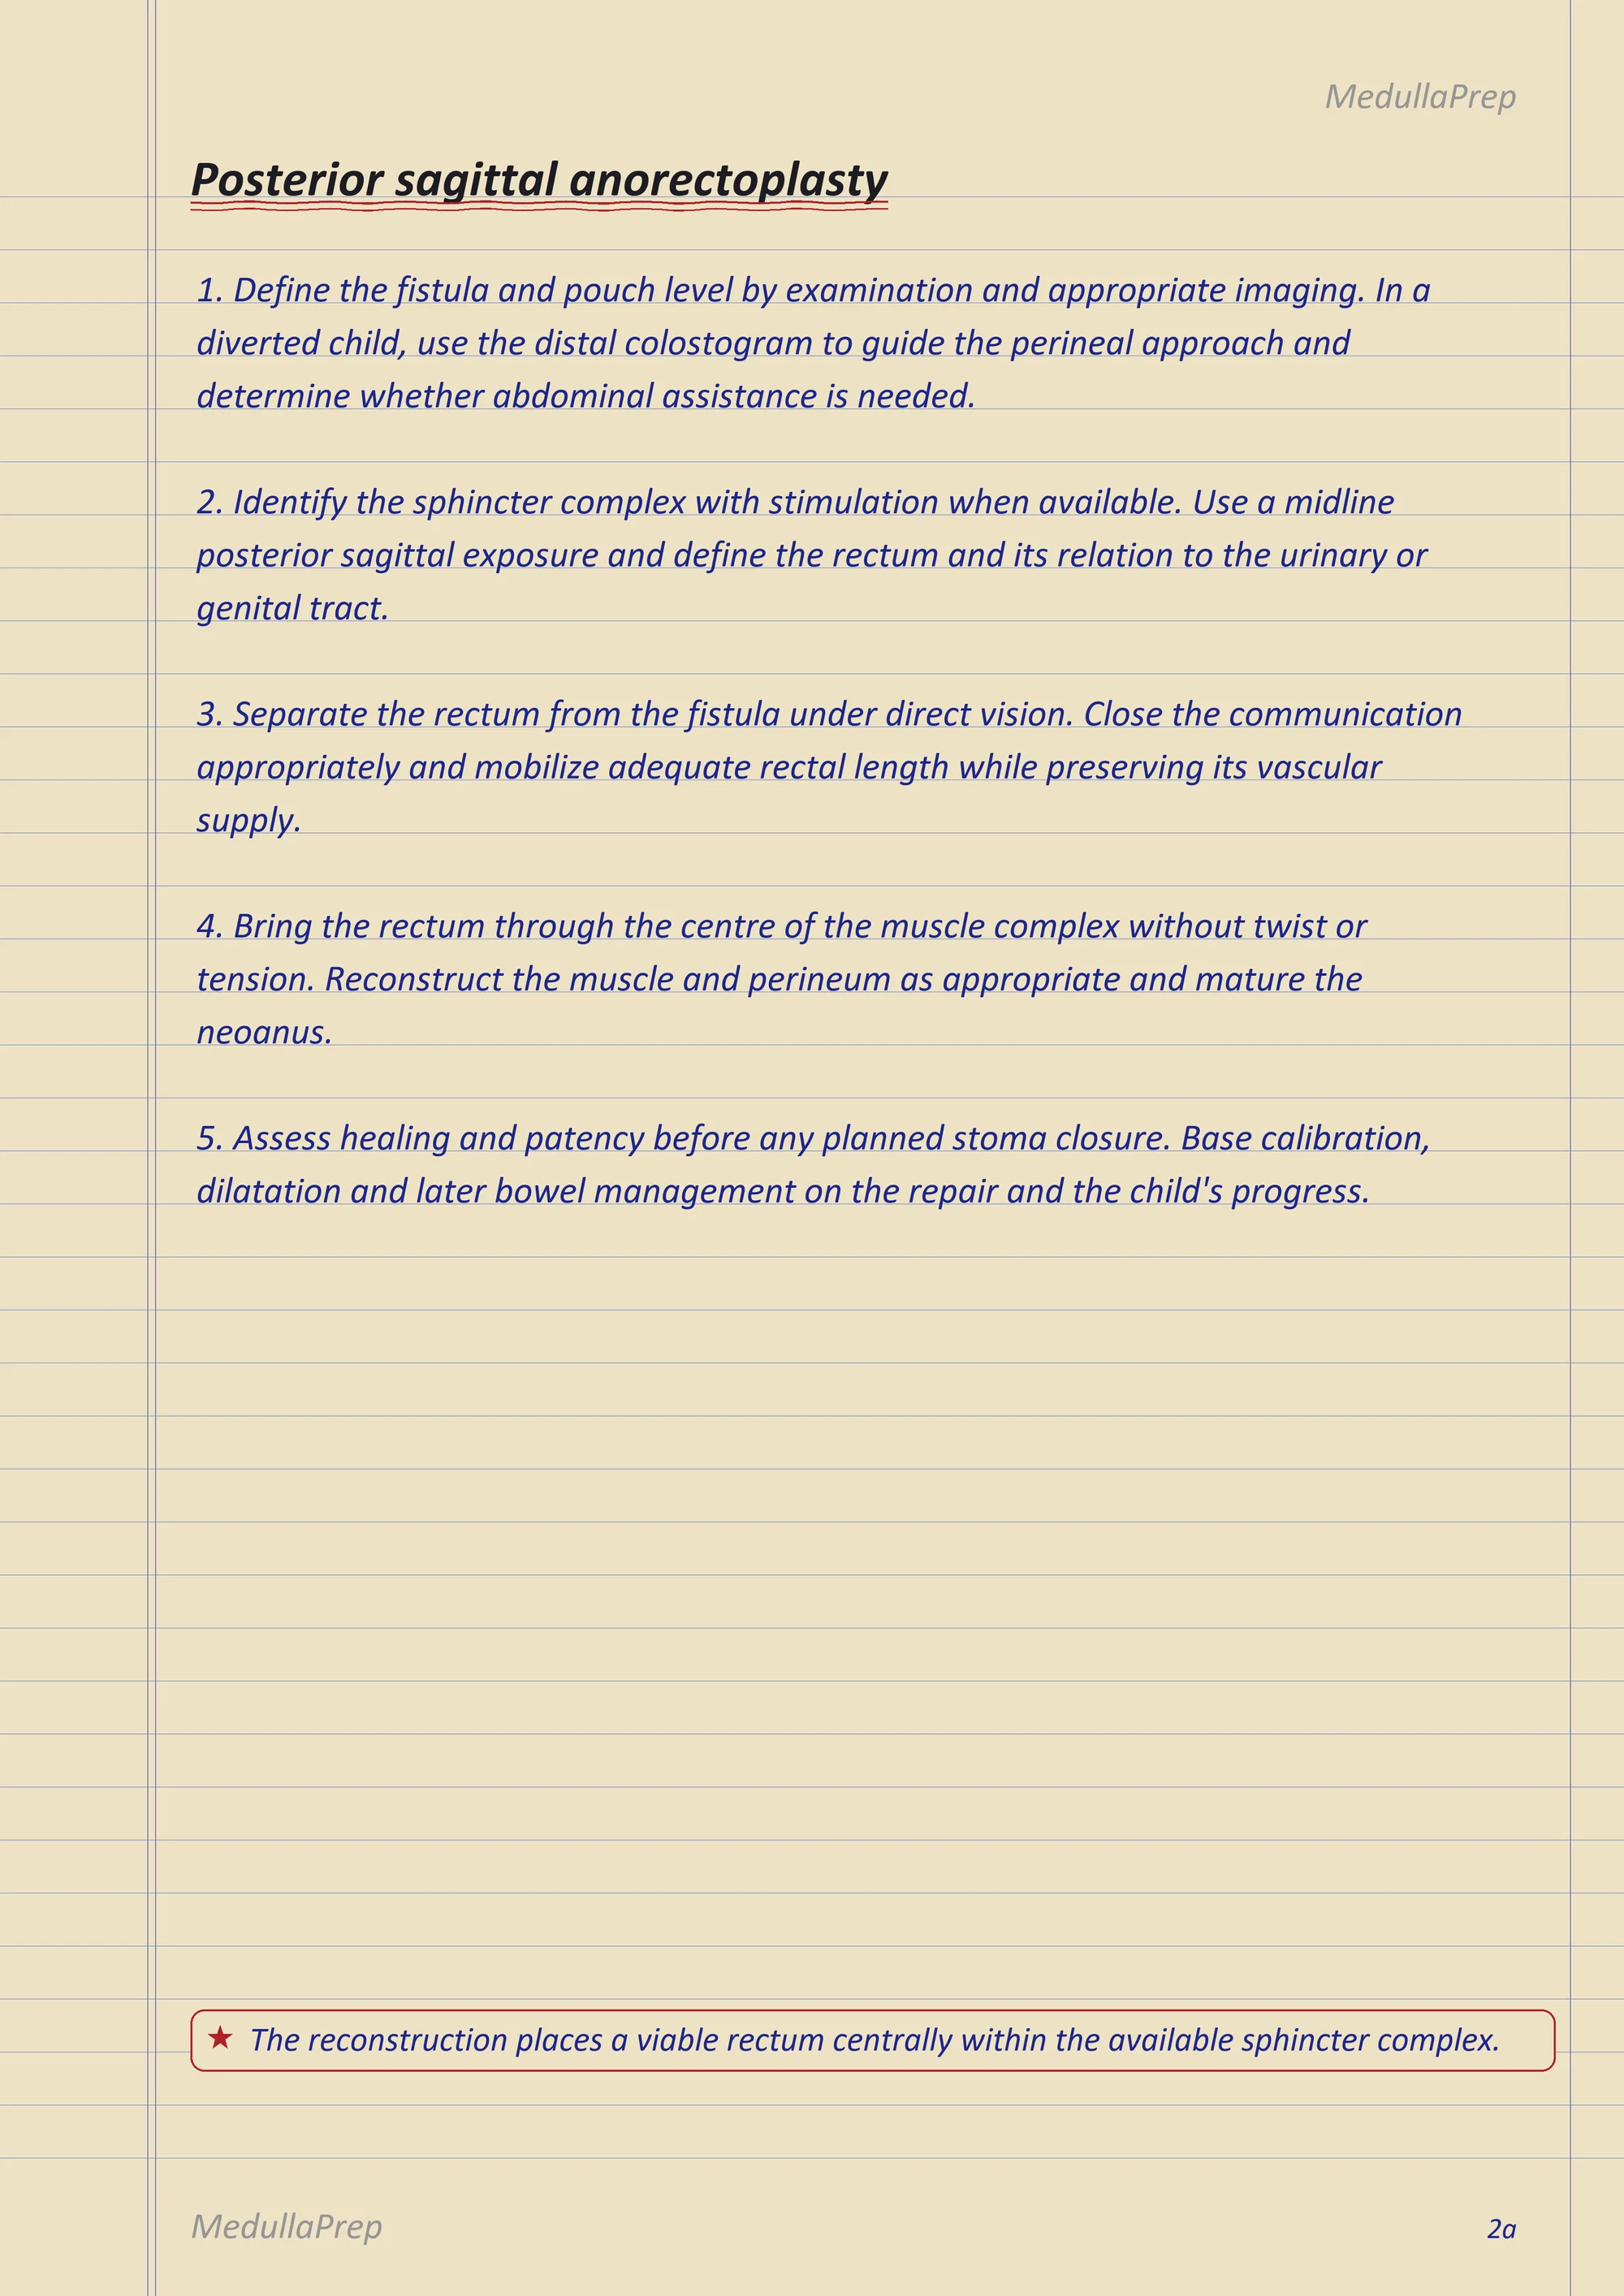 MedullaPrep
Posterior sagittal anorectoplasty
1. Define the fistula and pouch level by examination and appropriate imaging. In a
diverted child, use the distal colostogram to guide the perineal approach and
determine whether abdominal assistance is needed.
2. Identify the sphincter complex with stimulation when available. Use a midline
posterior sagittal exposure and define the rectum and its relation to the urinary or
genital tract.
3. Separate the rectum from the fistula under direct vision. Close the communication
appropriately and mobilize adequate rectal length while preserving its vascular
supply.
4. Bring the rectum through the centre of the muscle complex without twist or
tension. Reconstruct the muscle and perineum as appropriate and mature the
neoanus.
5. Assess healing and patency before any planned stoma closure. Base calibration,
dilatation and later bowel management on the repair and the child's progress.
★ The reconstruction places a viable rectum centrally within the available sphincter complex.
MedullaPrep
2a